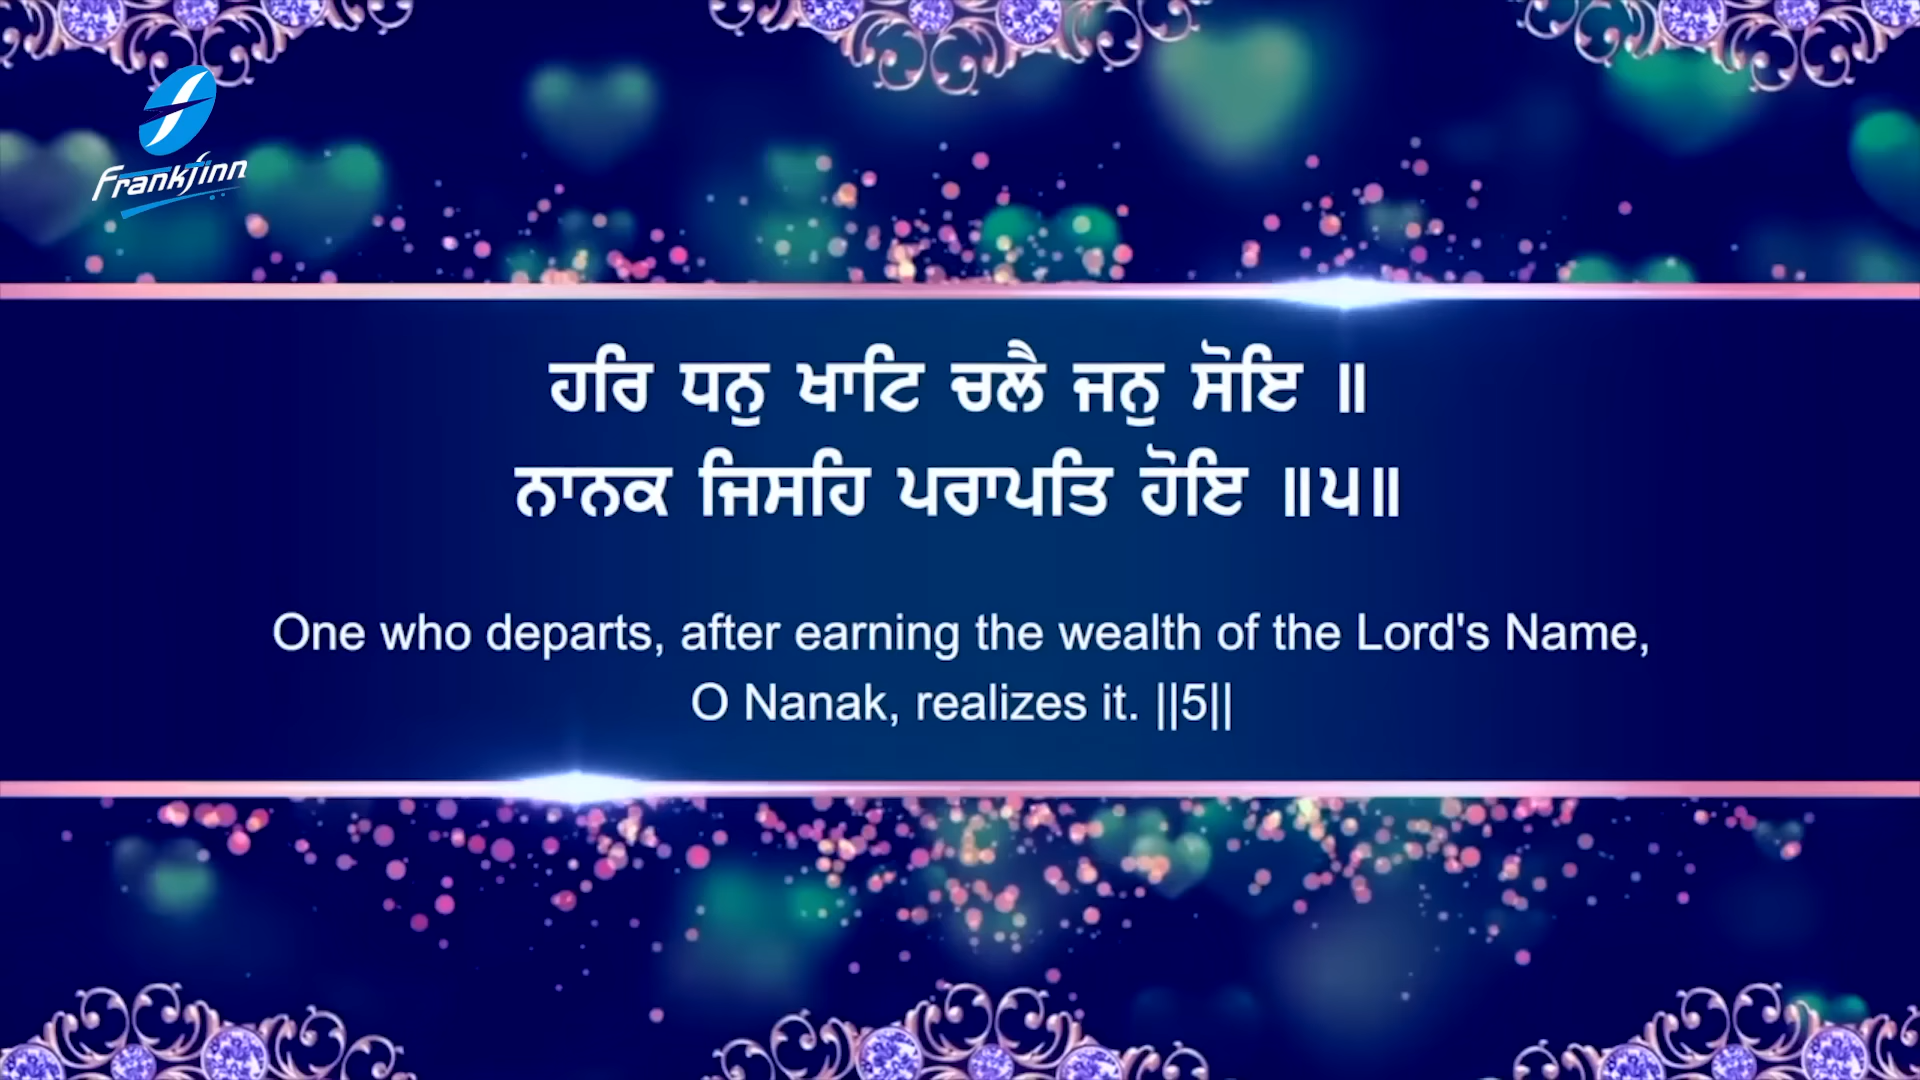 Frankfinn
ਹਰਿ ਧਨੁ ਖਾਟਿ ਚਲੈ ਜਨੁ ਸੋਇ ॥
ਨਾਨਕ ਜਿਸਹਿ ਪਰਾਪਤਿ ਹੋਇ ॥੫॥
One who departs, after earning the wealth of the Lord's Name,
O Nanak, realizes it. ||5||